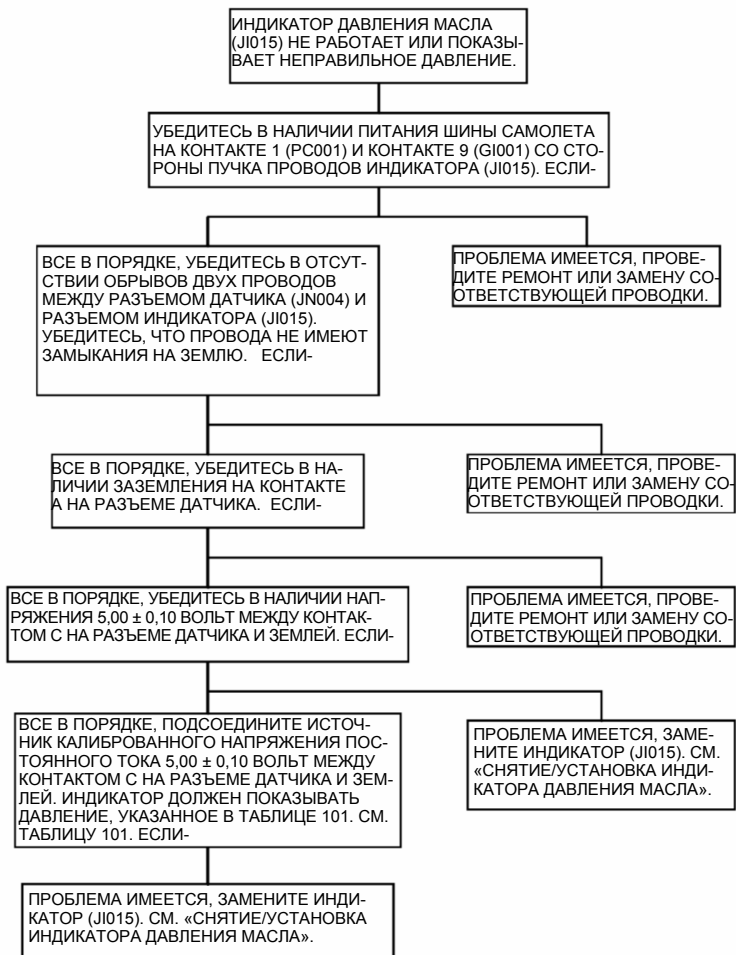 ИНДИКАТОР ДАВЛЕНИЯ МАСЛА
(JI015) НЕ РАБОТАЕТ ИЛИ ПОКАЗЫ-
ВАЕТ НЕПРАВИЛЬНОЕ ДАВЛЕНИЕ.
УБЕДИТЕСЬ В НАЛИЧИИ ПИТАНИЯ ШИНЫ САМОЛЕТА
НА КОНТАКТЕ 1 (PC001) И КОНТАКТЕ 9 (GI001) СО СТО-
РОНЫ ПУЧКА ПРОВОДОВ ИНДИКАТОРА (JI015). ЕСЛИ-
ВСЕ В ПОРЯДКЕ, УБЕДИТЕСЬ В ОТСУТ-
СТВИИ ОБРЫВОВ ДВУХ ПРОВОДОВ
МЕЖДУ РАЗЪЕМОМ ДАТЧИКА (JN004) И
РАЗЪЕМОМ ИНДИКАТОРА (JI015).
УБЕДИТЕСЬ, ЧТО ПРОВОДА НЕ ИМЕЮТ
ЗАМЫКАНИЯ НА ЗЕМЛЮ. ЕСЛИ-
ПРОБЛЕМА ИМЕЕТСЯ, ПРОВЕ-
ДИТЕ РЕМОНТ ИЛИ ЗАМЕНУ СО-
ОТВЕТСТВУЮЩЕЙ ПРОВОДКИ.
ВСЕ В ПОРЯДКЕ, УБЕДИТЕСЬ В НА-
ЛИЧИИ ЗАЗЕМЛЕНИЯ НА КОНТАКТЕ
А НА РАЗЪЕМЕ ДАТЧИКА. ЕСЛИ-
ПРОБЛЕМА ИМЕЕТСЯ, ПРОВЕ-
ДИТЕ РЕМОНТ ИЛИ ЗАМЕНУ СО-
ОТВЕТСТВУЮЩЕЙ ПРОВОДКИ.
ВСЕ В ПОРЯДКЕ, УБЕДИТЕСЬ В НАЛИЧИИ НАП-
РЯЖЕНИЯ 5,00 ± 0,10 ВОЛЬТ МЕЖДУ КОНТАК-
ТОМ С НА РАЗЪЕМЕ ДАТЧИКА И ЗЕМЛЕЙ. ЕСЛИ-
ПРОБЛЕМА ИМЕЕТСЯ, ПРОВЕ-
ДИТЕ РЕМОНТ ИЛИ ЗАМЕНУ СО-
ОТВЕТСТВУЮЩЕЙ ПРОВОДКИ.
ВСЕ В ПОРЯДКЕ, ПОДСОЕДИНИТЕ ИСТОЧ-
НИК КАЛИБРОВАННОГО НАПРЯЖЕНИЯ ПОС-
ТОЯННОГО ТОКА 5,00 ± 0,10 ВОЛЬТ МЕЖДУ
КОНТАКТОМ С НА РАЗЪЕМЕ ДАТЧИКА И ЗЕМ-
ЛЕЙ. ИНДИКАТОР ДОЛЖЕН ПОКАЗЫВАТЬ
ДАВЛЕНИЕ, УКАЗАННОЕ В ТАБЛИЦЕ 101. СМ.
ТАБЛИЦУ 101. ЕСЛИ-
ПРОБЛЕМА ИМЕЕТСЯ, ЗАМЕ-
НИТЕ ИНДИКАТОР (JI015). СМ.
«СНЯТИЕ/УСТАНОВКА ИНДИ-
КАТОРА ДАВЛЕНИЯ МАСЛА».
ПРОБЛЕМА ИМЕЕТСЯ, ЗАМЕНИТЕ ИНДИ-
КАТОР (JI015). СМ. «СНЯТИЕ/УСТАНОВКА
ИНДИКАТОРА ДАВЛЕНИЯ МАСЛА».